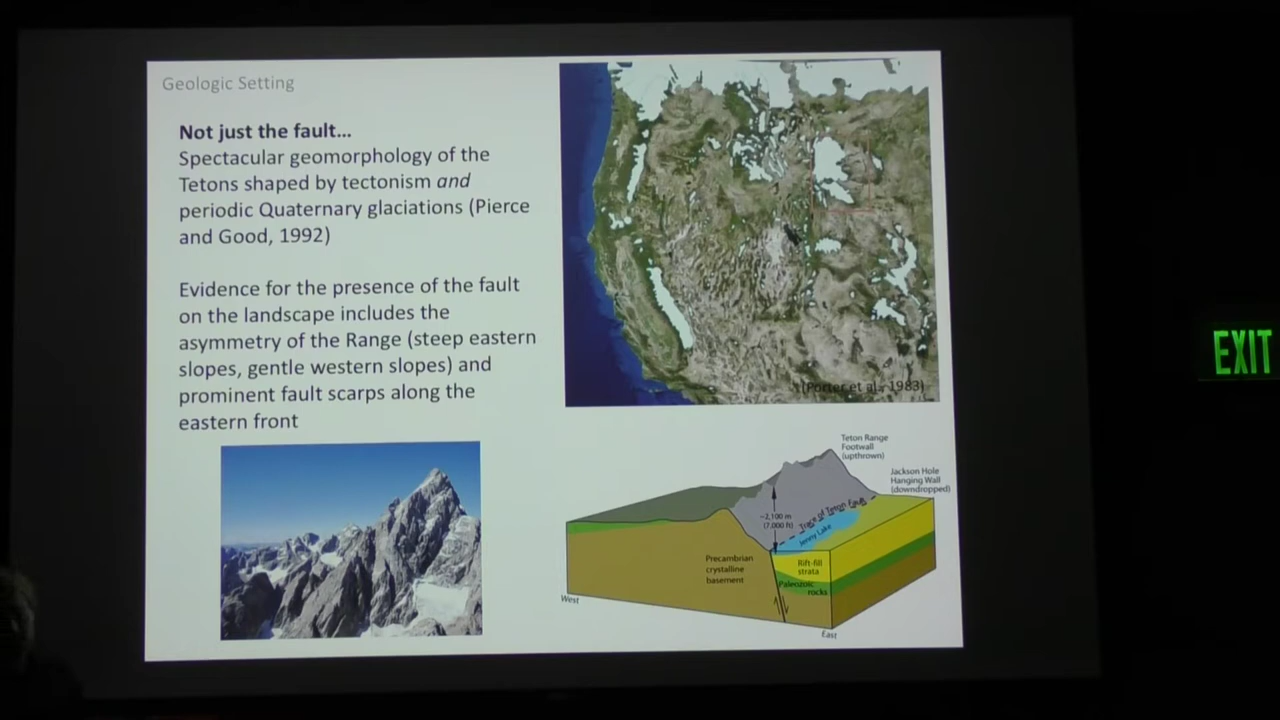 Geologic Setting
Not just the fault...
Spectacular geomorphology of the
Tetons shaped by tectonism and
periodic Quaternary glaciations (Pierce
and Good, 1992)
Evidence for the presence of the fault
on the landscape includes the
asymmetry of the Range (steep eastern
slopes, gentle western slopes) and
prominent fault scarps along the
eastern front
(Porter et al., 1983)
Teton Range
Footwall
(upthrown)
Jackson Hole
Hanging Wall
(downdropped)
~2,100 m
(7,000 ft)
Trace of Teton Fault
Jenny Lake
Precambrian
crystalline
basement
Rift-fill
strata
Paleozoic
rocks
West
East
EXIT